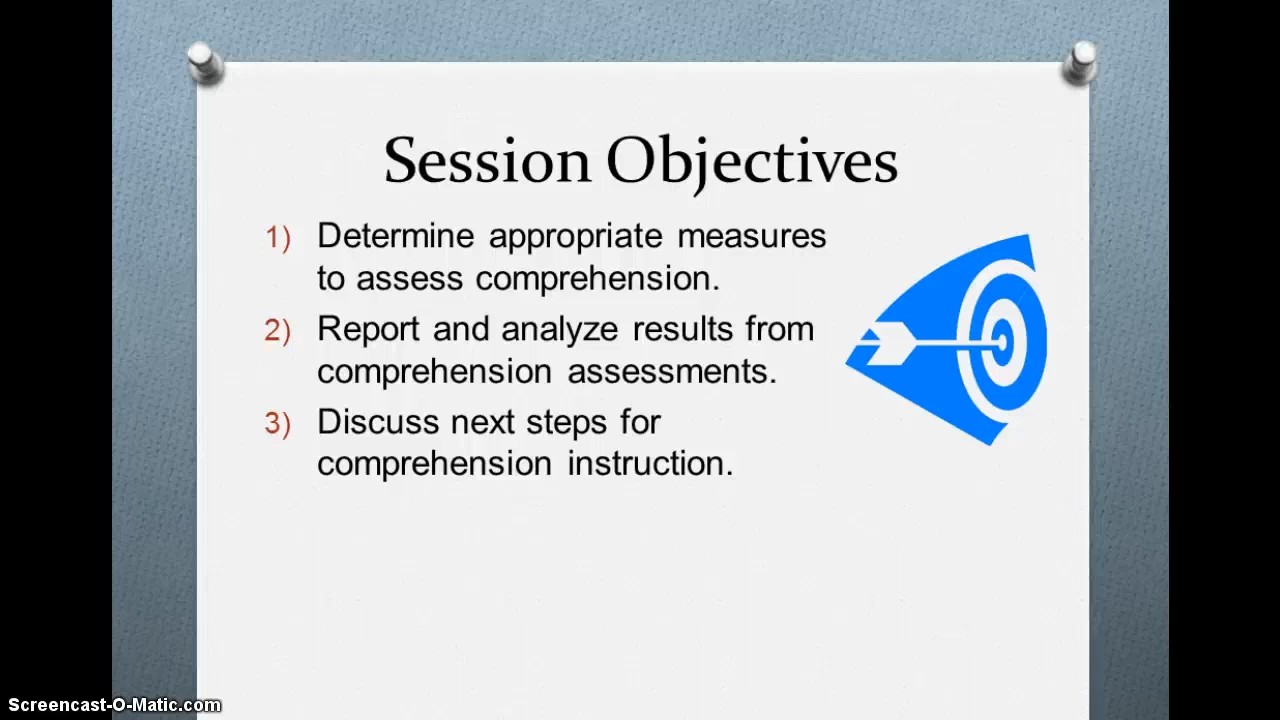 Session Objectives
1) Determine appropriate measures
to assess comprehension.
2) Report and analyze results from
comprehension assessments.
3) Discuss next steps for
comprehension instruction.
Screencast-O-Matic.com